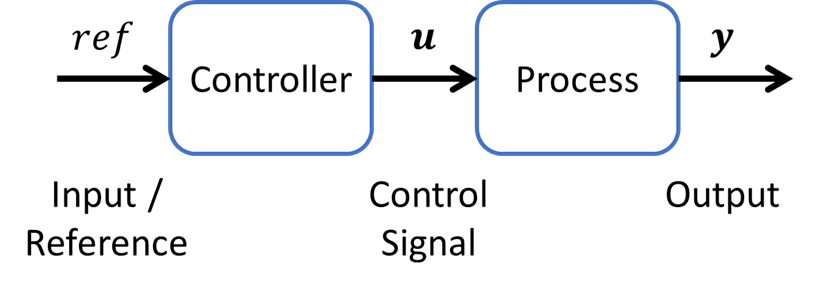 ref
u
y
Controller
Process
Input /
Reference
Control
Signal
Output